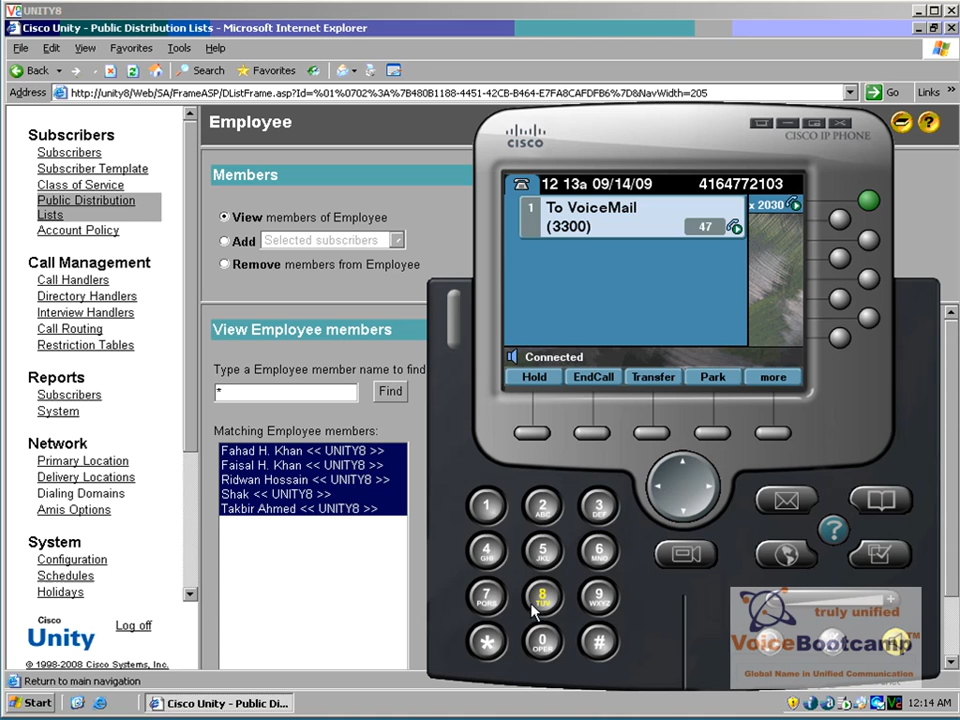 UNITY8
Cisco Unity - Public Distribution Lists - Microsoft Internet Explorer
File Edit View Favorites Tools Help
Back Search Favorites
Address http://unity8/Web/SA/FrameASP/DListFrame.asp?Id=%01%0702%3A%7B480B1188-4451-42CB-B464-E7FA8CAFDFB6%7D&NavWidth=205 Go Links »
Subscribers
Subscribers
Subscriber Template
Class of Service
Public Distribution
Lists
Account Policy
Call Management
Call Handlers
Directory Handlers
Interview Handlers
Call Routing
Restriction Tables
Reports
Subscribers
System
Network
Primary Location
Delivery Locations
Dialing Domains
Amis Options
System
Configuration
Schedules
Holidays
Cisco
Unity
Log off
© 1998-2008 Cisco Systems, Inc.
Employee
Members
View members of Employee
Add Selected subscribers
Remove members from Employee
View Employee members
Type a Employee member name to find
* Find
Matching Employee members:
Fahad H. Khan << UNITY8 >>
Faisal H. Khan << UNITY8 >>
Ridwan Hossain << UNITY8 >>
Shak << UNITY8 >>
Takbir Ahmed << UNITY8 >>
CISCO
CISCO IP PHONE
12 13a 09/14/09 4164772103
x 2030
1 To VoiceMail
(3300) 47
Connected
Hold EndCall Transfer Park more
1 2 ABC 3 DEF
4 GHI 5 JKL 6 MNO
7 PQRS 8 TUV 9 WXYZ
* 0 OPER #
?
truly unified
VoiceBootcamp™
Global Name in Unified Communication
Return to main navigation
Start Cisco Unity - Public Di... 12:14 AM